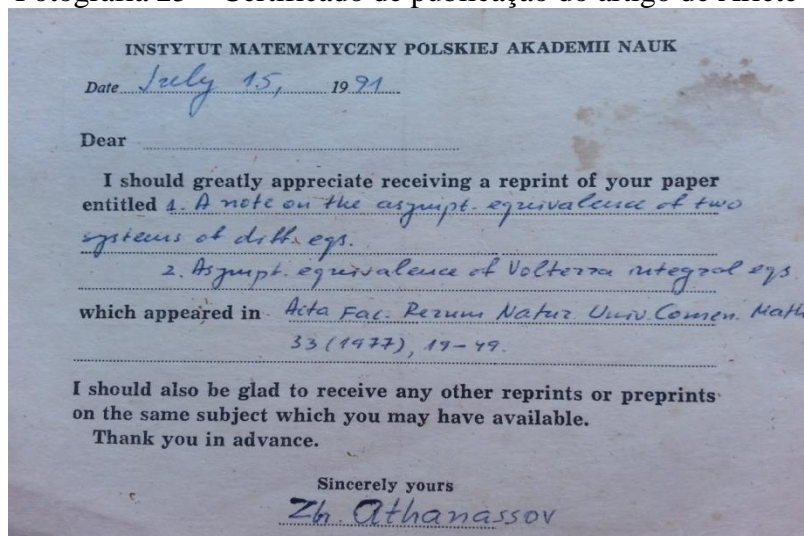 Fotografia 23 – Certificado de publicação do artigo de Arlete
INSTYTUT MATEMATYCZNY POLSKIEJ AKADEMII NAUK
Date July 15, 1991
Dear
I should greatly appreciate receiving a reprint of your paper
entitled 1. A note on the asympt. equivalence of two
systems of diff. eqs.
2. Asympt. equivalence of Volterra integral eqs.
which appeared in Acta Fac. Rerum Natur. Univ. Comen. Math
33 (1977), 19-49.
I should also be glad to receive any other reprints or preprints
on the same subject which you may have available.
Thank you in advance.
Sincerely yours
Zh. Athanassov